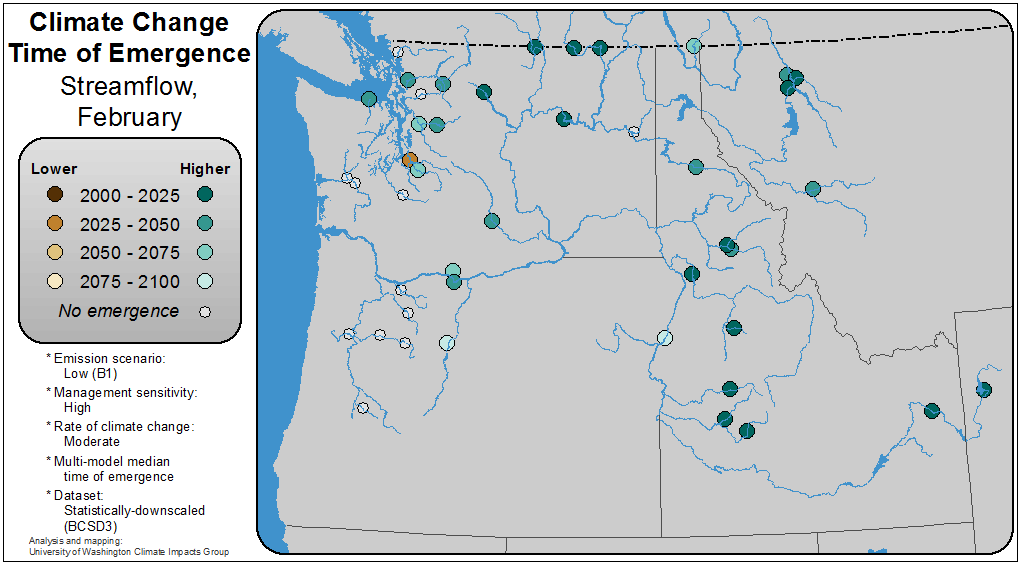 Climate Change
Time of Emergence
Streamflow,
February
Lower Higher
2000 - 2025
2025 - 2050
2050 - 2075
2075 - 2100
No emergence
* Emission scenario:
Low (B1)
* Management sensitivity:
High
* Rate of climate change:
Moderate
* Multi-model median
time of emergence
* Dataset:
Statistically-downscaled
(BCSD3)
Analysis and mapping:
University of Washington Climate Impacts Group